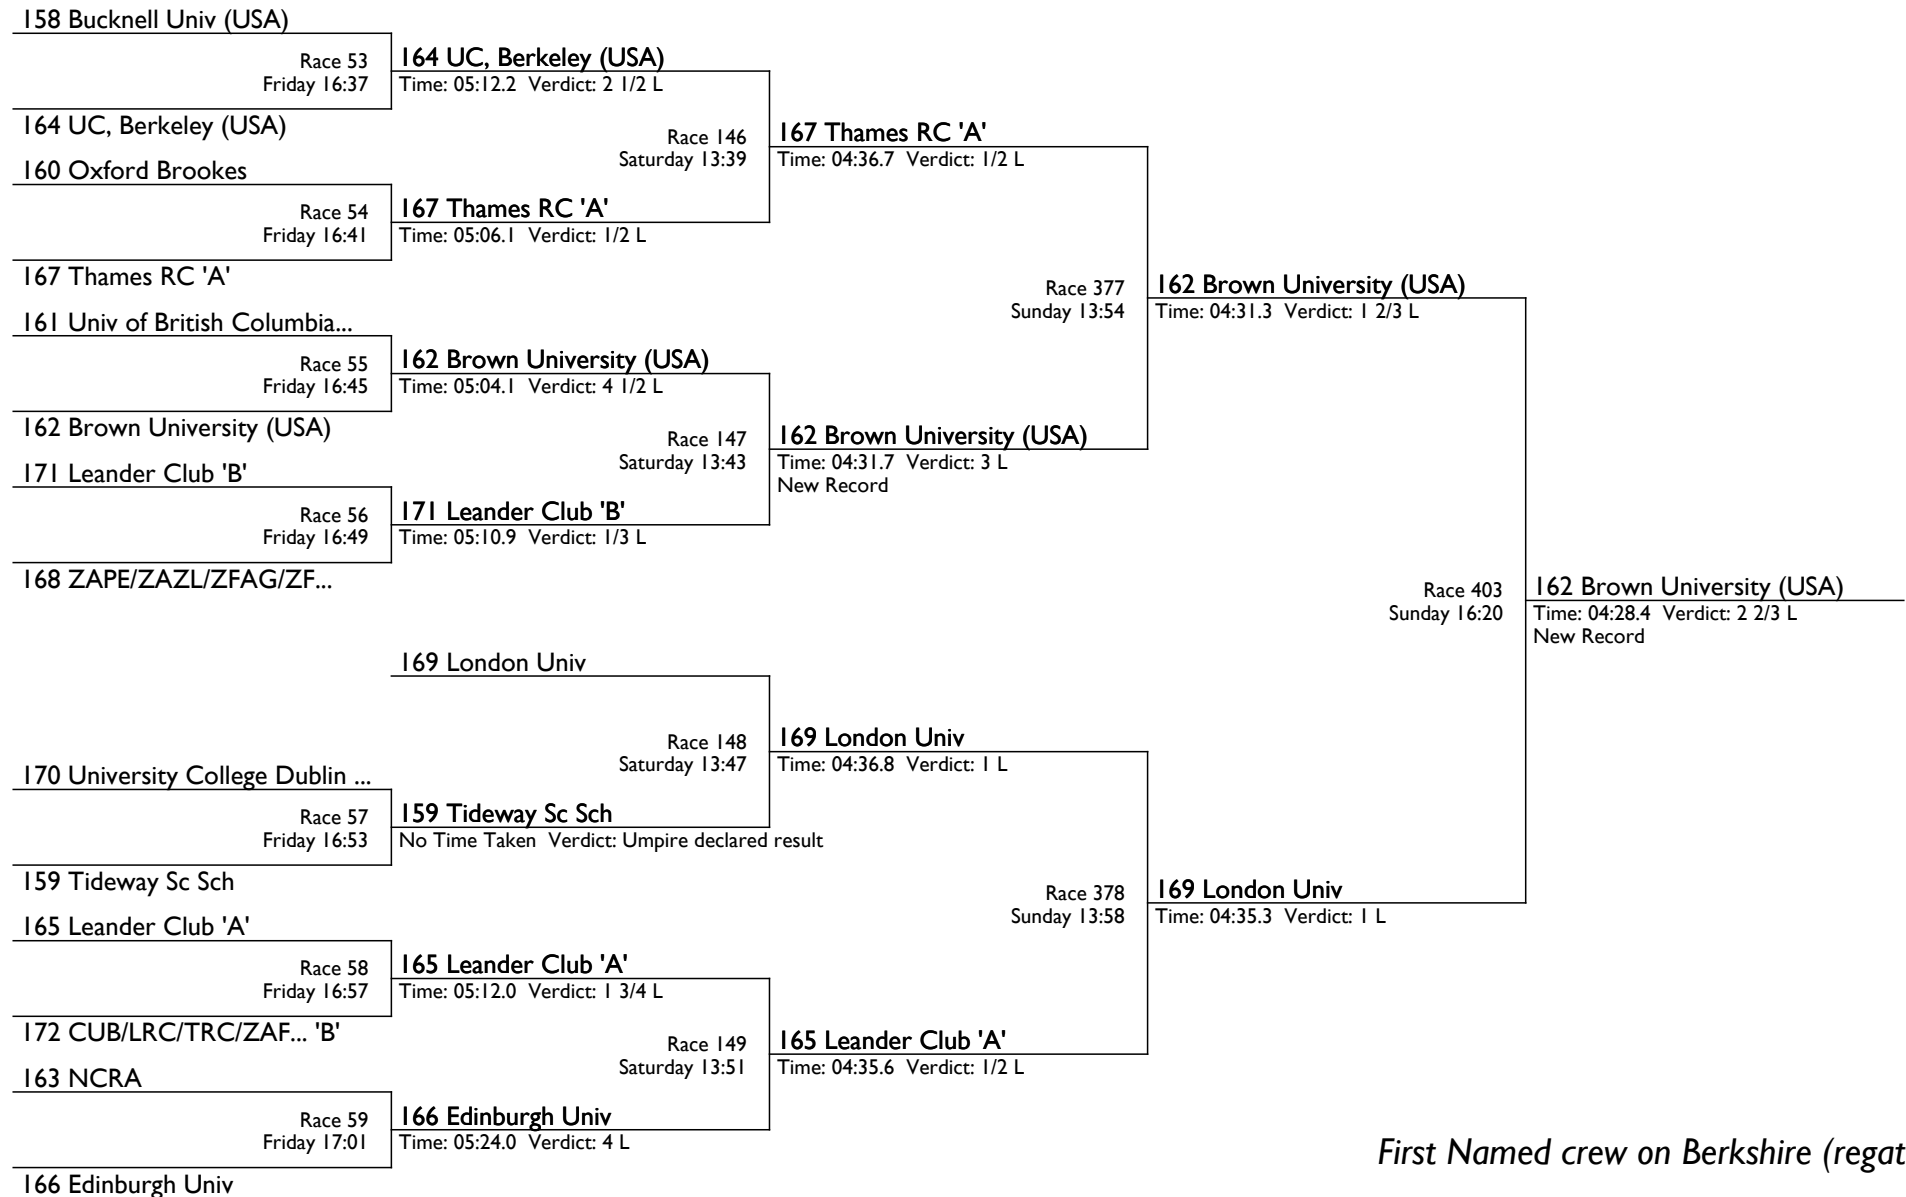 158 Bucknell Univ (USA)
Race 53
Friday 16:37
164 UC, Berkeley (USA)
164 UC, Berkeley (USA)
Time: 05:12.2 Verdict: 2 1/2 L
Race 146
Saturday 13:39
167 Thames RC 'A'
Time: 04:36.7 Verdict: 1/2 L
160 Oxford Brookes
Race 54
Friday 16:41
167 Thames RC 'A'
167 Thames RC 'A'
Time: 05:06.1 Verdict: 1/2 L
Race 377
Sunday 13:54
162 Brown University (USA)
Time: 04:31.3 Verdict: 1 2/3 L
161 Univ of British Columbia...
Race 55
Friday 16:45
162 Brown University (USA)
162 Brown University (USA)
Time: 05:04.1 Verdict: 4 1/2 L
Race 147
Saturday 13:43
162 Brown University (USA)
Time: 04:31.7 Verdict: 3 L
New Record
171 Leander Club 'B'
Race 56
Friday 16:49
168 ZAPE/ZAZL/ZFAG/ZF...
171 Leander Club 'B'
Time: 05:10.9 Verdict: 1/3 L
Race 403
Sunday 16:20
162 Brown University (USA)
Time: 04:28.4 Verdict: 2 2/3 L
New Record
169 London Univ
Race 148
Saturday 13:47
169 London Univ
Time: 04:36.8 Verdict: 1 L
170 University College Dublin ...
Race 57
Friday 16:53
159 Tideway Sc Sch
159 Tideway Sc Sch
No Time Taken Verdict: Umpire declared result
Race 378
Sunday 13:58
169 London Univ
Time: 04:35.3 Verdict: 1 L
165 Leander Club 'A'
Race 58
Friday 16:57
172 CUB/LRC/TRC/ZAF... 'B'
165 Leander Club 'A'
Time: 05:12.0 Verdict: 1 3/4 L
Race 149
Saturday 13:51
165 Leander Club 'A'
Time: 04:35.6 Verdict: 1/2 L
163 NCRA
Race 59
Friday 17:01
166 Edinburgh Univ
166 Edinburgh Univ
Time: 05:24.0 Verdict: 4 L
First Named crew on Berkshire (regat